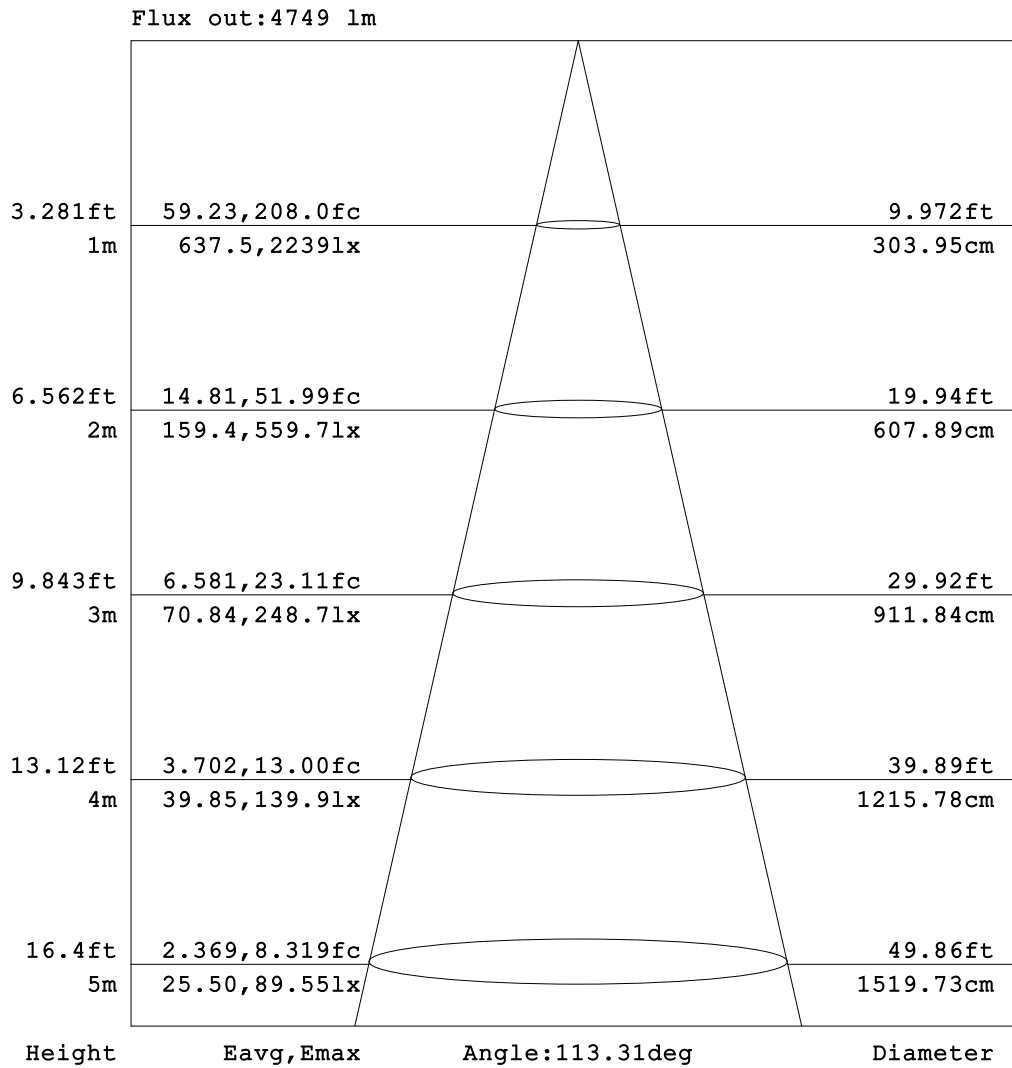 Flux out:4749 lm
3.281ft 59.23,208.0fc 9.972ft
1m 637.5,2239lx 303.95cm
6.562ft 14.81,51.99fc 19.94ft
2m 159.4,559.7lx 607.89cm
9.843ft 6.581,23.11fc 29.92ft
3m 70.84,248.7lx 911.84cm
13.12ft 3.702,13.00fc 39.89ft
4m 39.85,139.9lx 1215.78cm
16.4ft 2.369,8.319fc 49.86ft
5m 25.50,89.55lx 1519.73cm
Height Eavg,Emax Angle:113.31deg Diameter